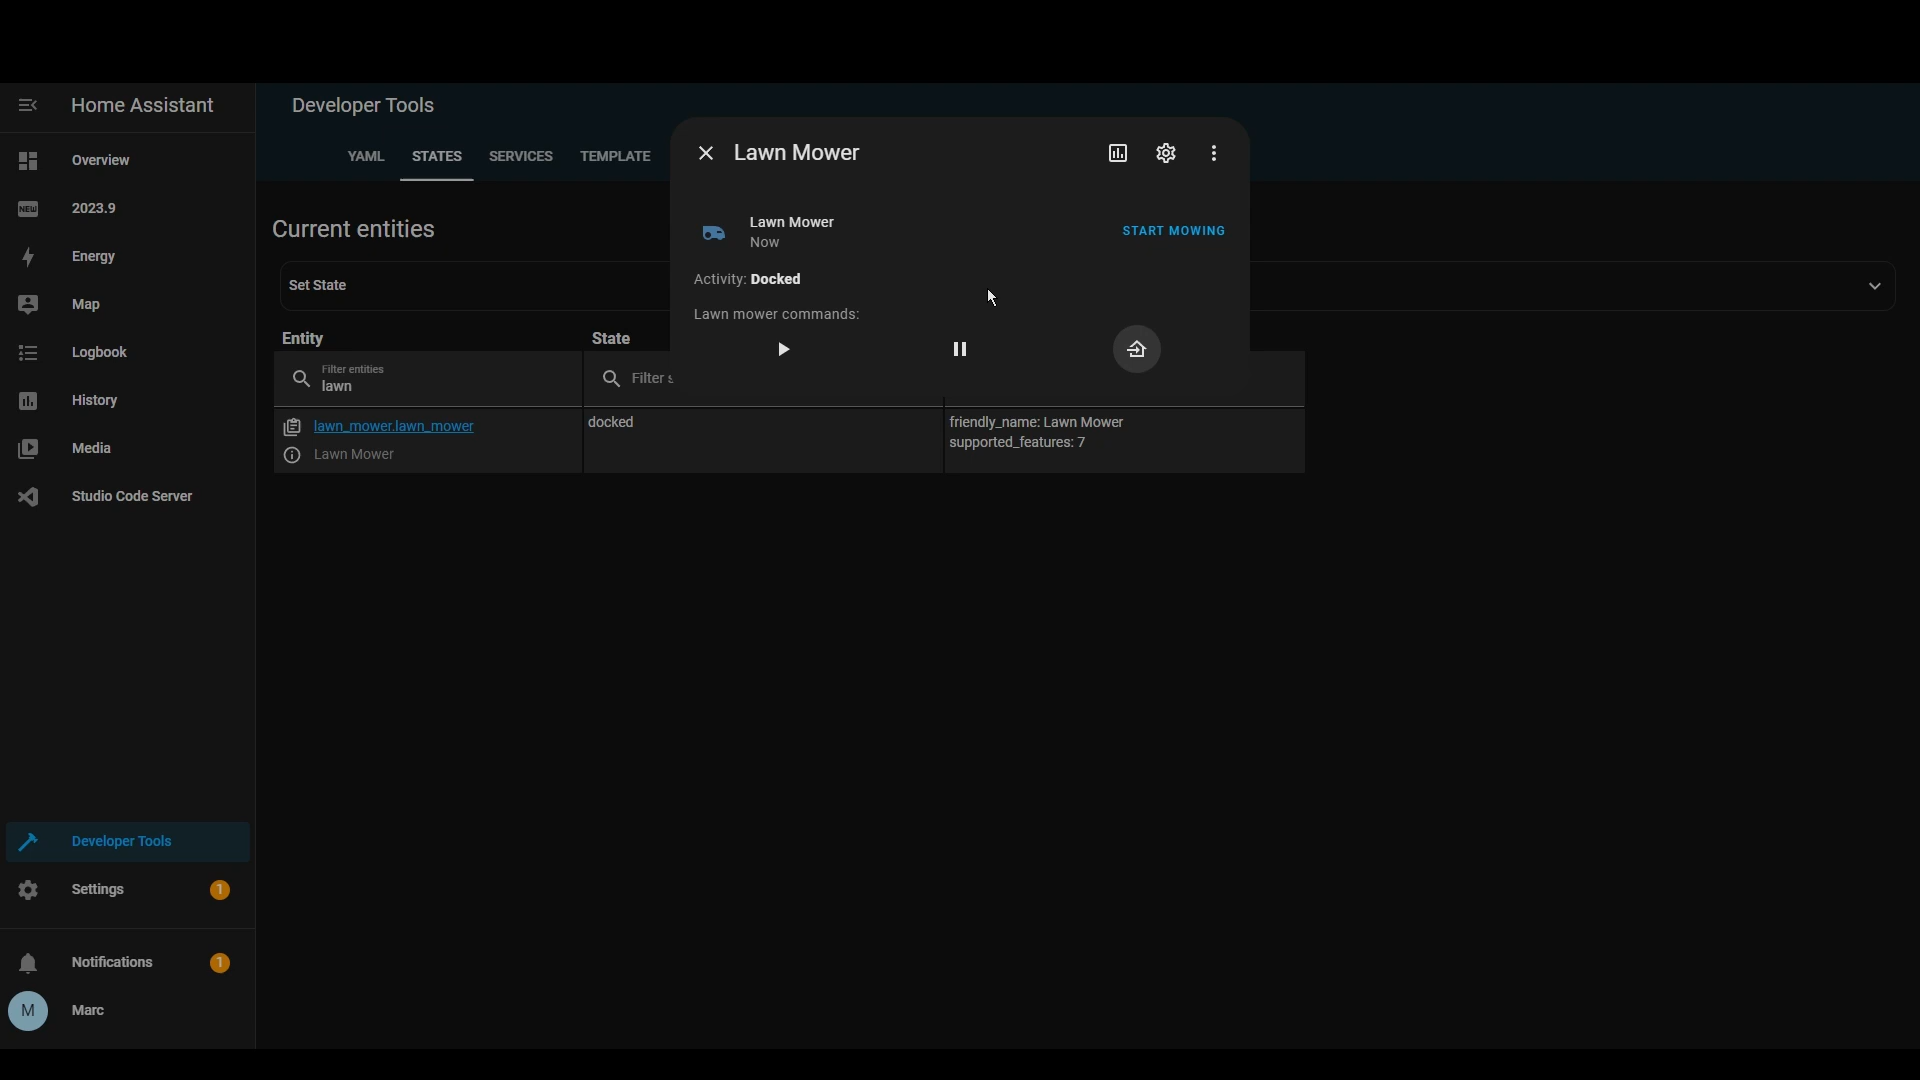 Home Assistant
Overview
NEW
2023.9
Energy
Map
Logbook
History
Media
Studio Code Server
Developer Tools
Settings
1
Notifications
1
M
Marc
Developer Tools
YAML STATES SERVICES TEMPLATE
Current entities
Set State
Entity State
Filter entities
lawn
Filter
lawn_mower.lawn_mower
Lawn Mower
docked
friendly_name: Lawn Mower
supported_features: 7
Lawn Mower
Lawn Mower
Now
START MOWING
Activity: Docked
Lawn mower commands: